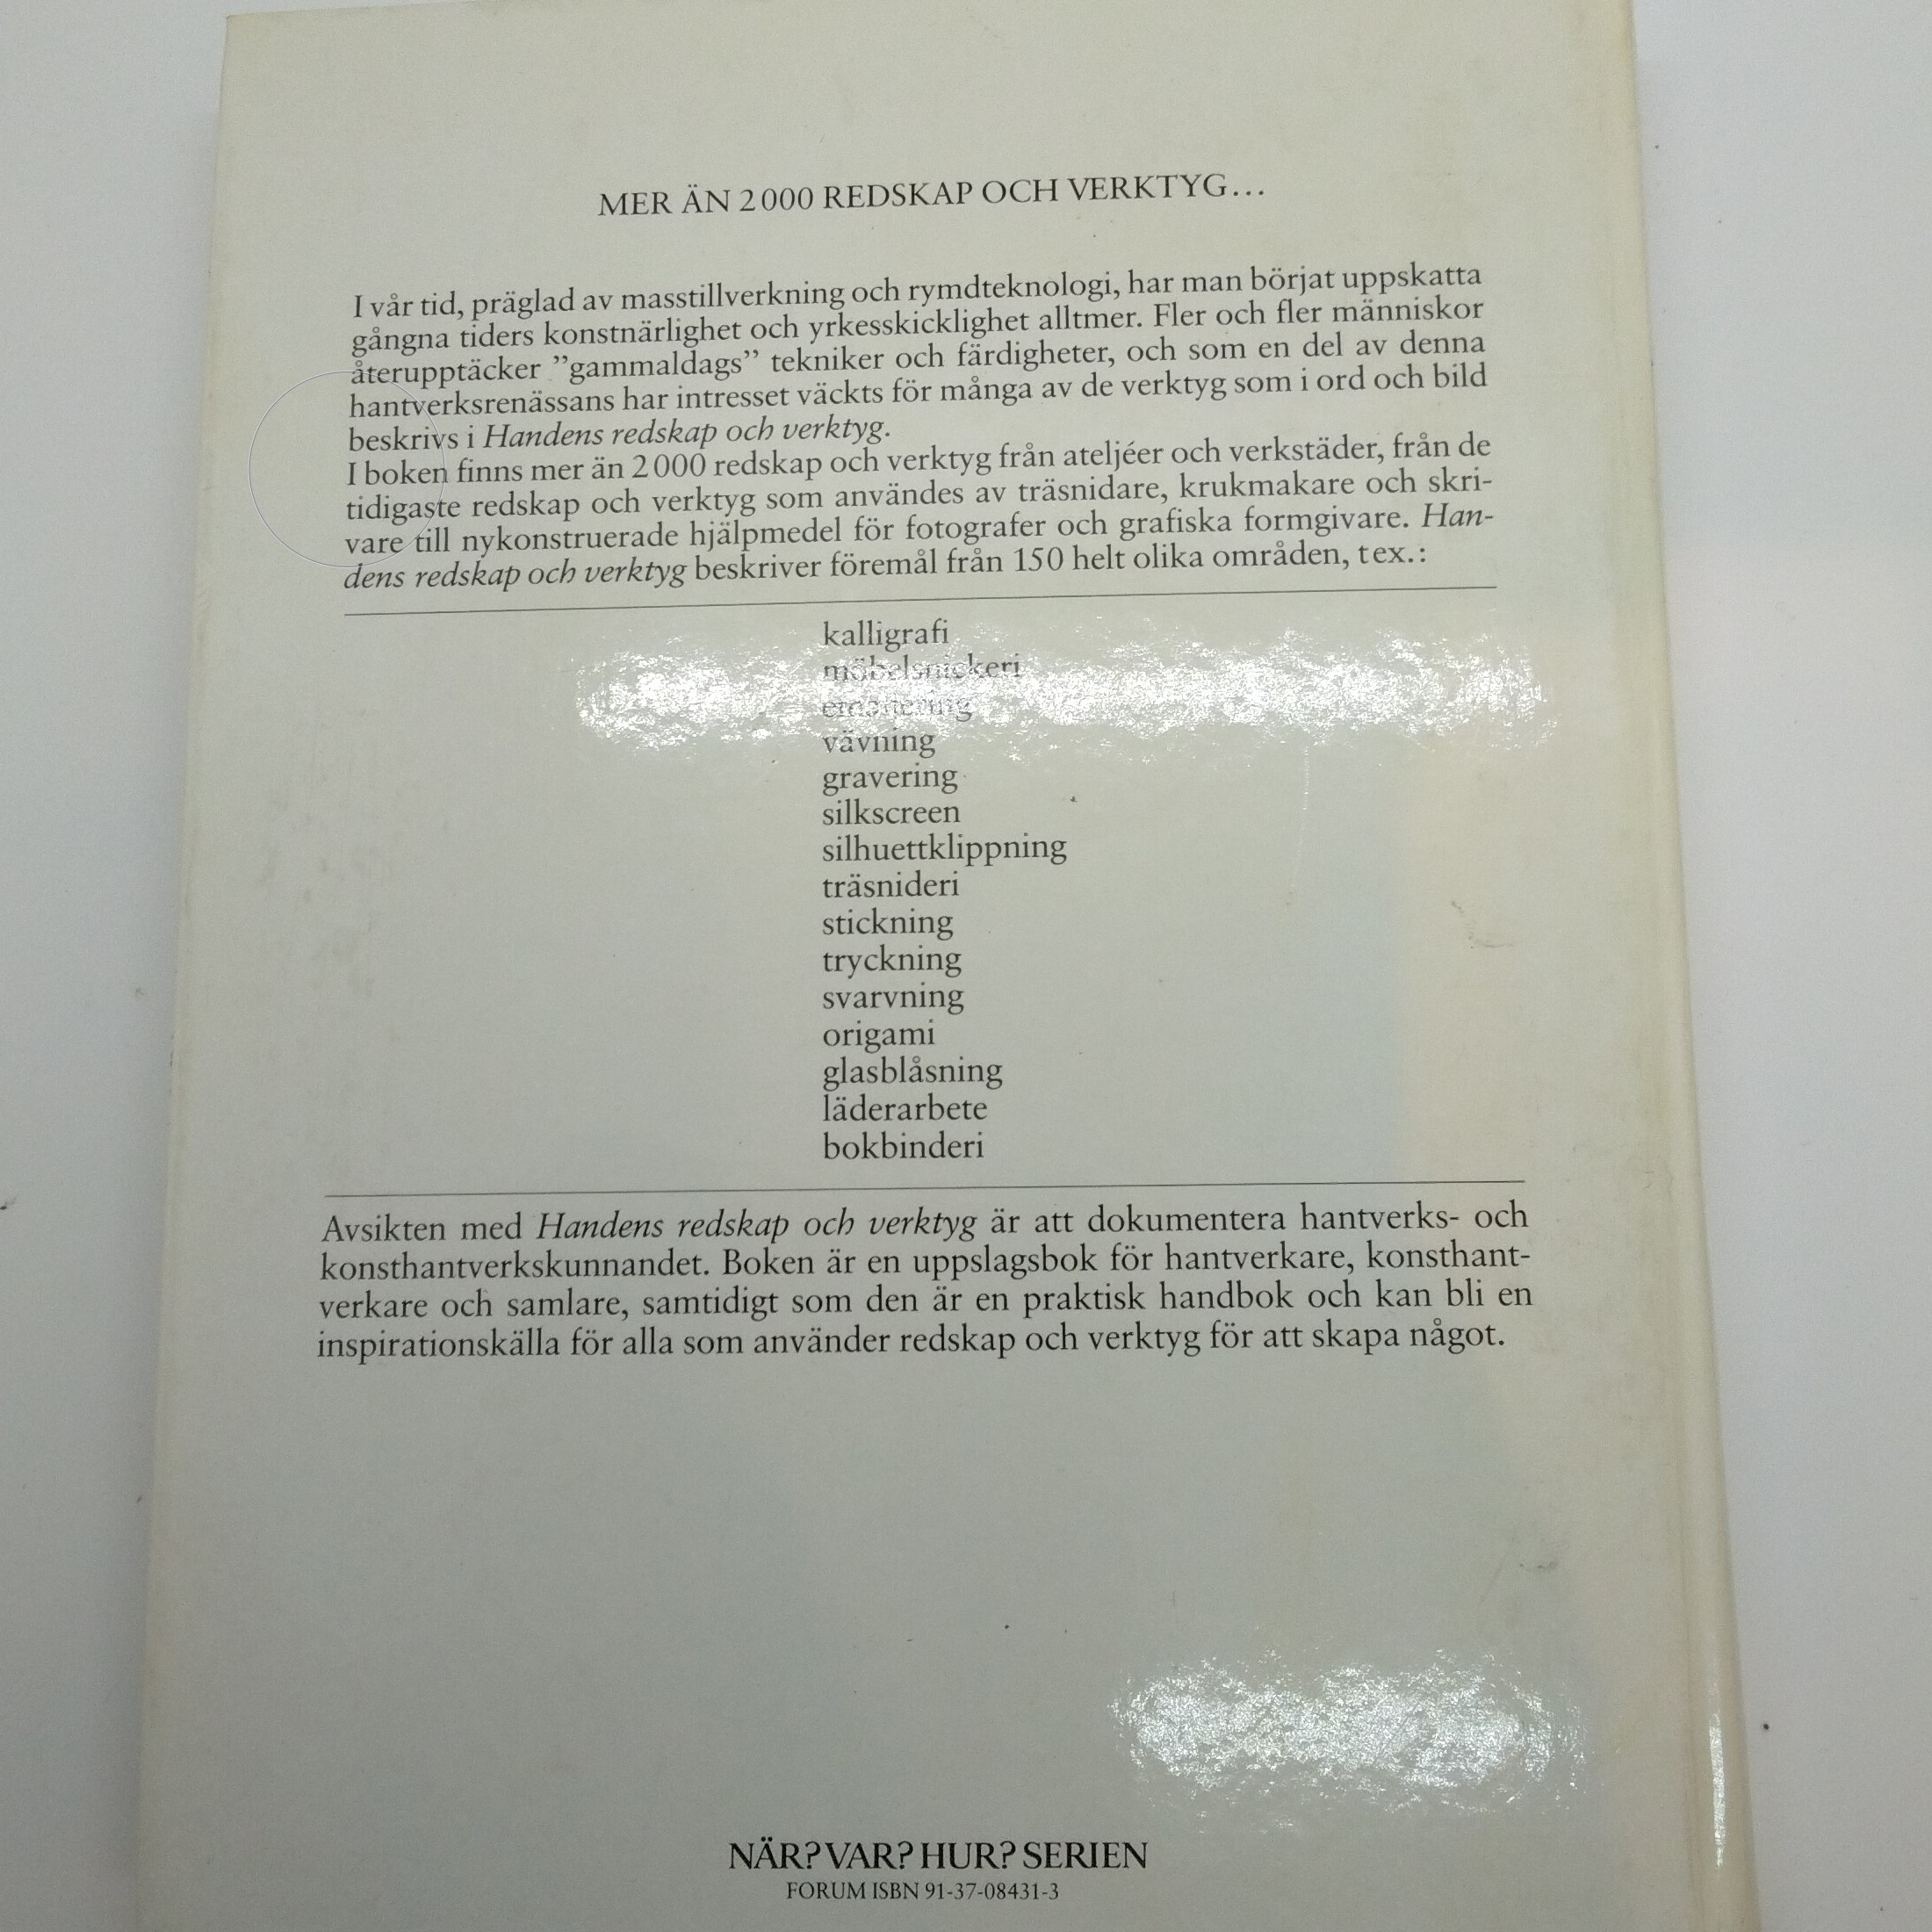 MER ÄN 2000 REDSKAP OCH VERKTYG...
I vår tid, präglad av masstillverkning och rymdteknologi, har man börjat uppskatta
gångna tiders konstnärlighet och yrkesskicklighet alltmer. Fler och fler människor
återupptäcker ”gammaldags” tekniker och färdigheter, och som en del av denna
hantverksrenässans har intresset väckts för många av de verktyg som i ord och bild
beskrivs i Handens redskap och verktyg.
I boken finns mer än 2000 redskap och verktyg från ateljéer och verkstäder, från de
tidigaste redskap och verktyg som användes av träsnidare, krukmakare och skri-
vare till nykonstruerade hjälpmedel för fotografer och grafiska formgivare. Han-
dens redskap och verktyg beskriver föremål från 150 helt olika områden, t ex.:
kalligrafi
möbelsnickeri
emaljering
vävning
gravering
silkscreen
silhuettklippning
träsnideri
stickning
tryckning
svarvning
origami
glasblåsning
läderarbete
bokbinderi
Avsikten med Handens redskap och verktyg är att dokumentera hantverks- och
konsthantverkskunnandet. Boken är en uppslagsbok för hantverkare, konsthant-
verkare och samlare, samtidigt som den är en praktisk handbok och kan bli en
inspirationskälla för alla som använder redskap och verktyg för att skapa något.
NÄR? VAR? HUR? SERIEN
FORUM ISBN 91-37-08431-3